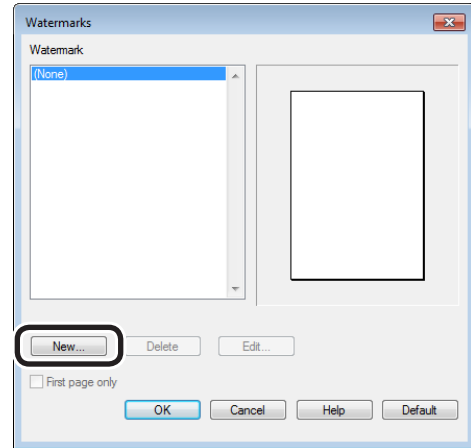 Watermarks
Watermark
(None)
New... Delete Edit...
First page only
OK Cancel Help Default